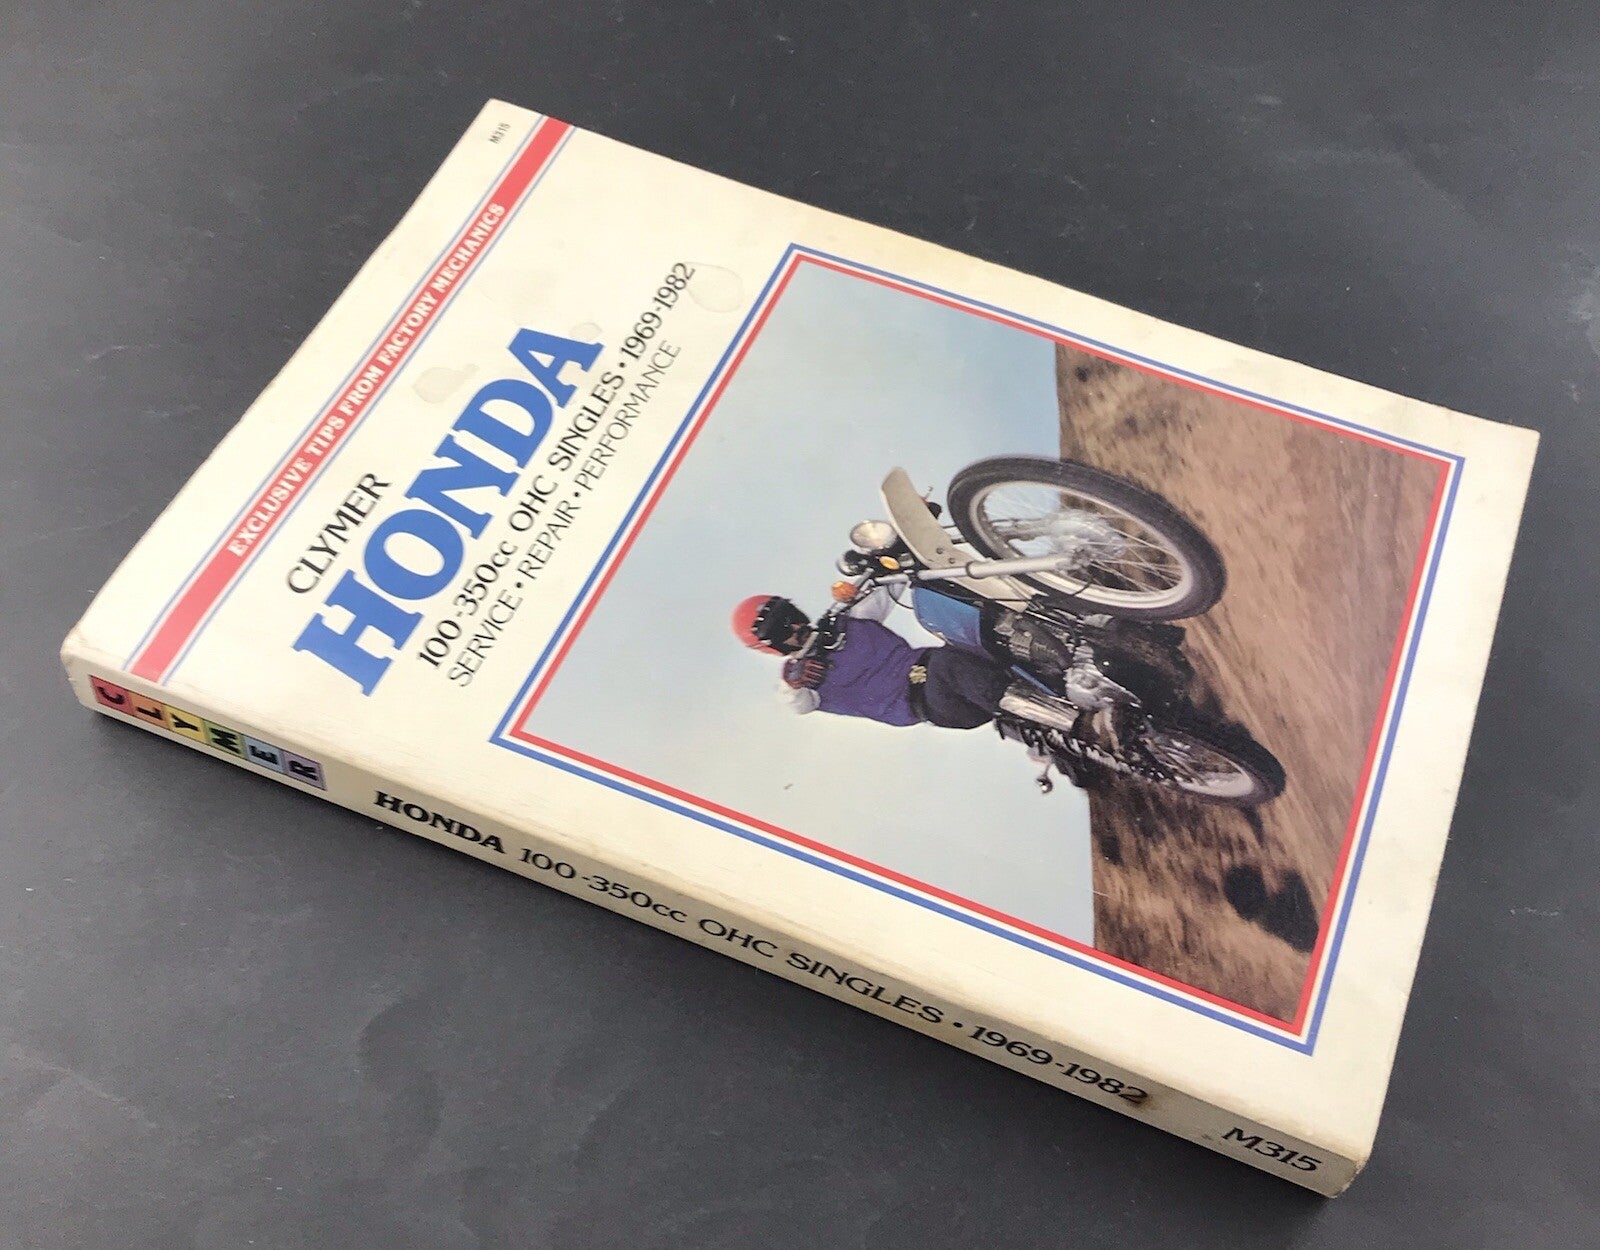 M315
EXCLUSIVE TIPS FROM FACTORY MECHANICS
CLYMER
HONDA
100-350cc OHC SINGLES • 1969-1982
SERVICE • REPAIR • PERFORMANCE
CLYMER HONDA 100-350cc OHC SINGLES • 1969-1982 M315